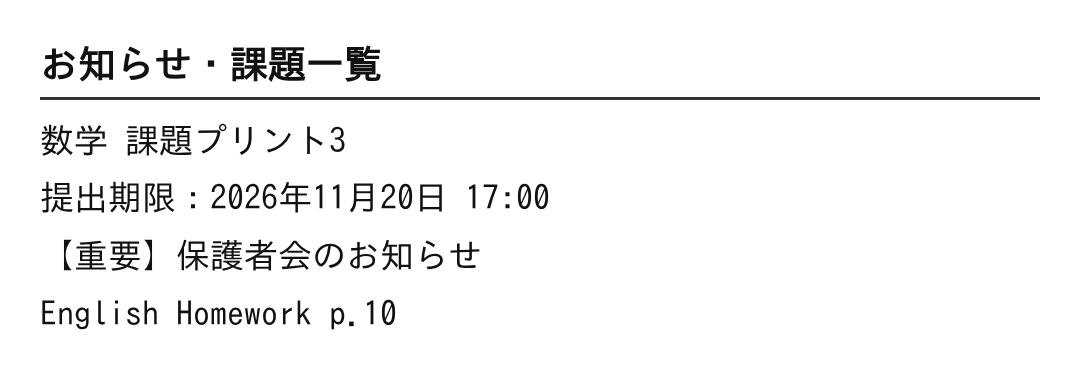 お知らせ・課題一覧
数学 課題プリント3
提出期限：2026年11月20日 17:00
【重要】保護者会のお知らせ
English Homework p.10